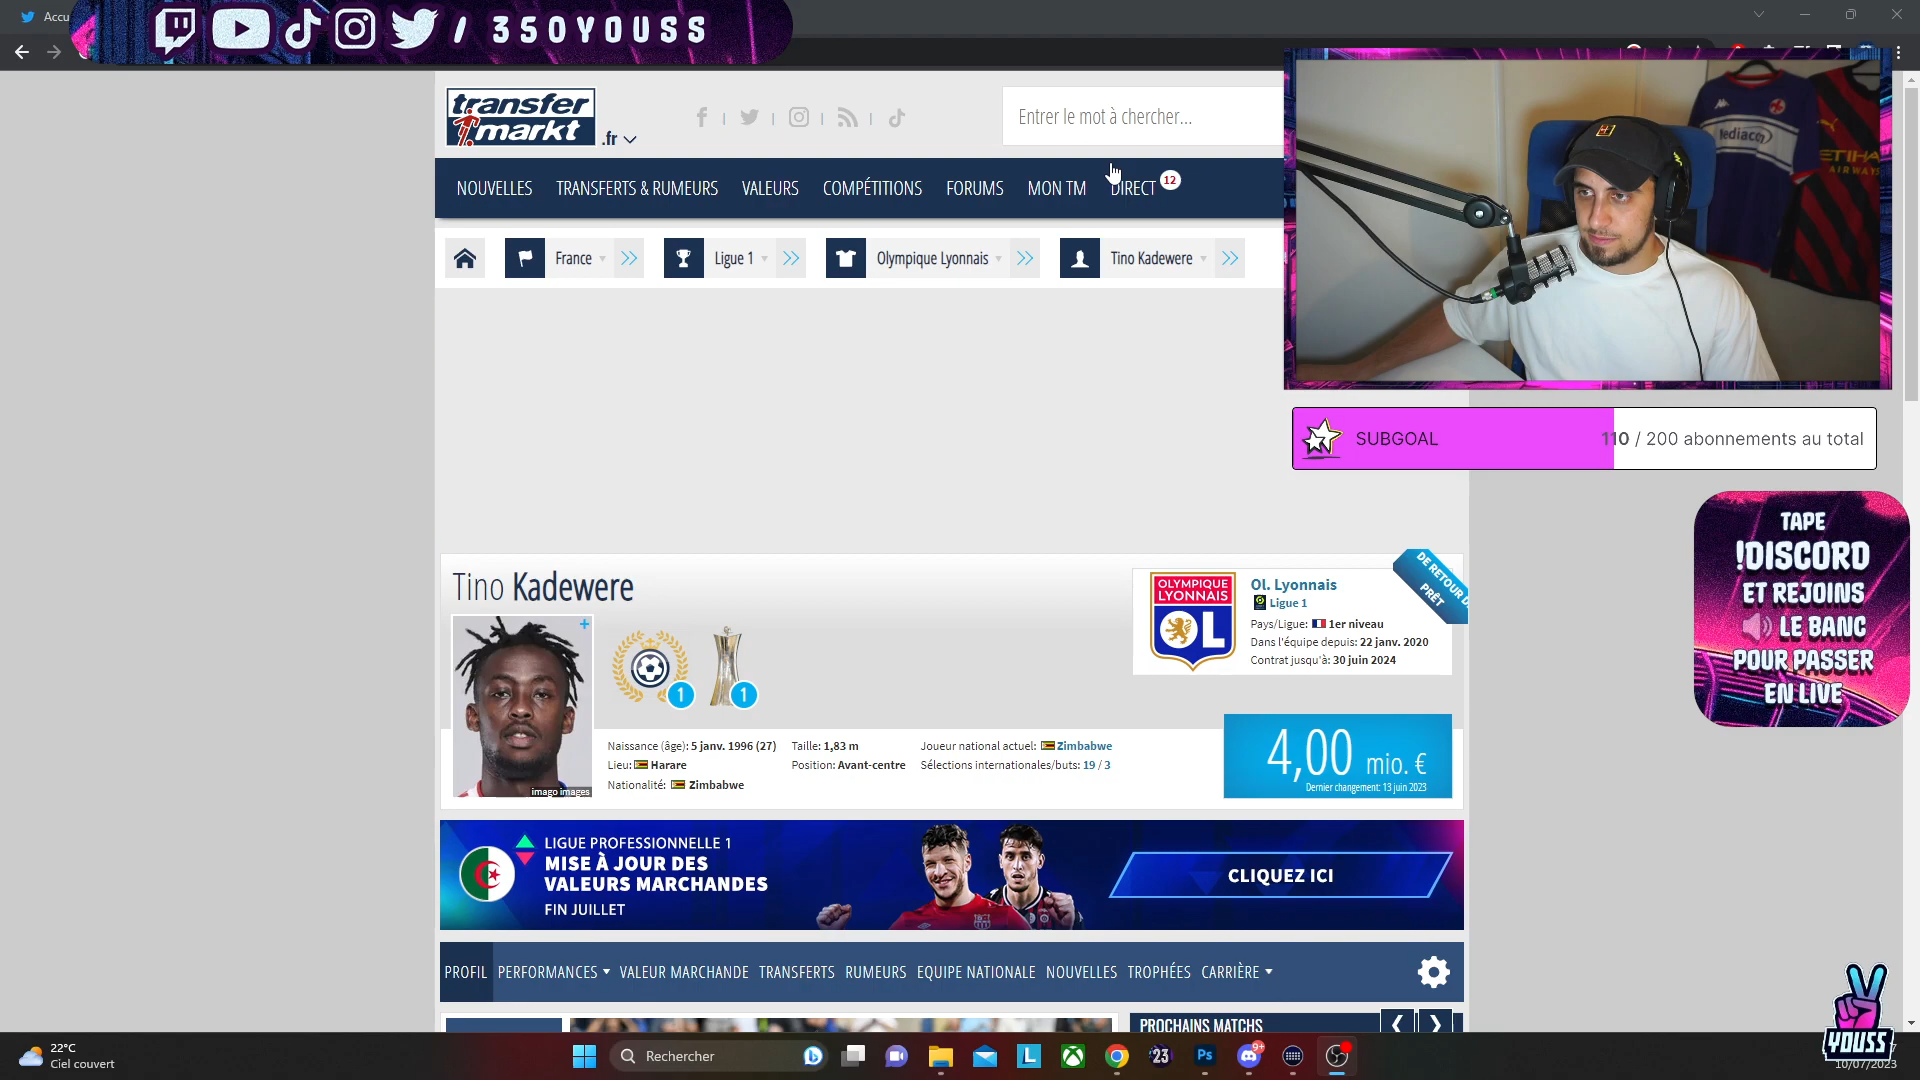 Accu
/ 350YOUSS
transfer
markt
.fr
Entrer le mot à chercher...
NOUVELLES TRANSFERTS & RUMEURS VALEURS COMPÉTITIONS FORUMS MON TM DIRECT 12
France Ligue 1 Olympique Lyonnais Tino Kadewere
Mediacom
ETIHAD
AIRWAYS
SUBGOAL 110 / 200 abonnements au total
TAPE
!DISCORD
ET REJOINS
LE BANC
POUR PASSER
EN LIVE
Tino Kadewere
1 1
imago images
Naissance (âge): 5 janv. 1996 (27)
Lieu: Harare
Nationalité: Zimbabwe
Taille: 1,83 m
Position: Avant-centre
Joueur national actuel: Zimbabwe
Sélections internationales/buts: 19 / 3
OLYMPIQUE
LYONNAIS
OL
Ol. Lyonnais
Ligue 1
Pays/Ligue: 1er niveau
Dans l'équipe depuis: 22 janv. 2020
Contrat jusqu'à: 30 juin 2024
DE RETOUR D
PRÊT
4,00 mio. €
Dernier changement: 13 juin 2023
LIGUE PROFESSIONNELLE 1
MISE À JOUR DES
VALEURS MARCHANDES
FIN JUILLET
CLIQUEZ ICI
PROFIL PERFORMANCES VALEUR MARCHANDE TRANSFERTS RUMEURS EQUIPE NATIONALE NOUVELLES TROPHÉES CARRIÈRE
PROCHAINS MATCHS
YOUSS
22°C
Ciel couvert
Rechercher
L
23
Ps
9+
10/07/2023